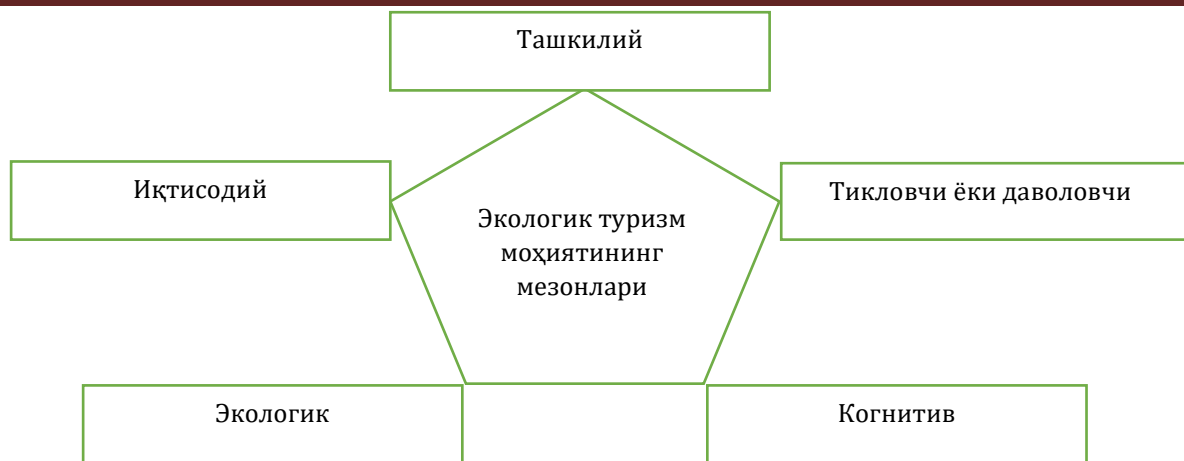 Ташкилий
Иқтисодий
Тикловчи ёки даволовчи
Экологик туризм
моҳиятининг
мезонлари
Экологик
Когнитив